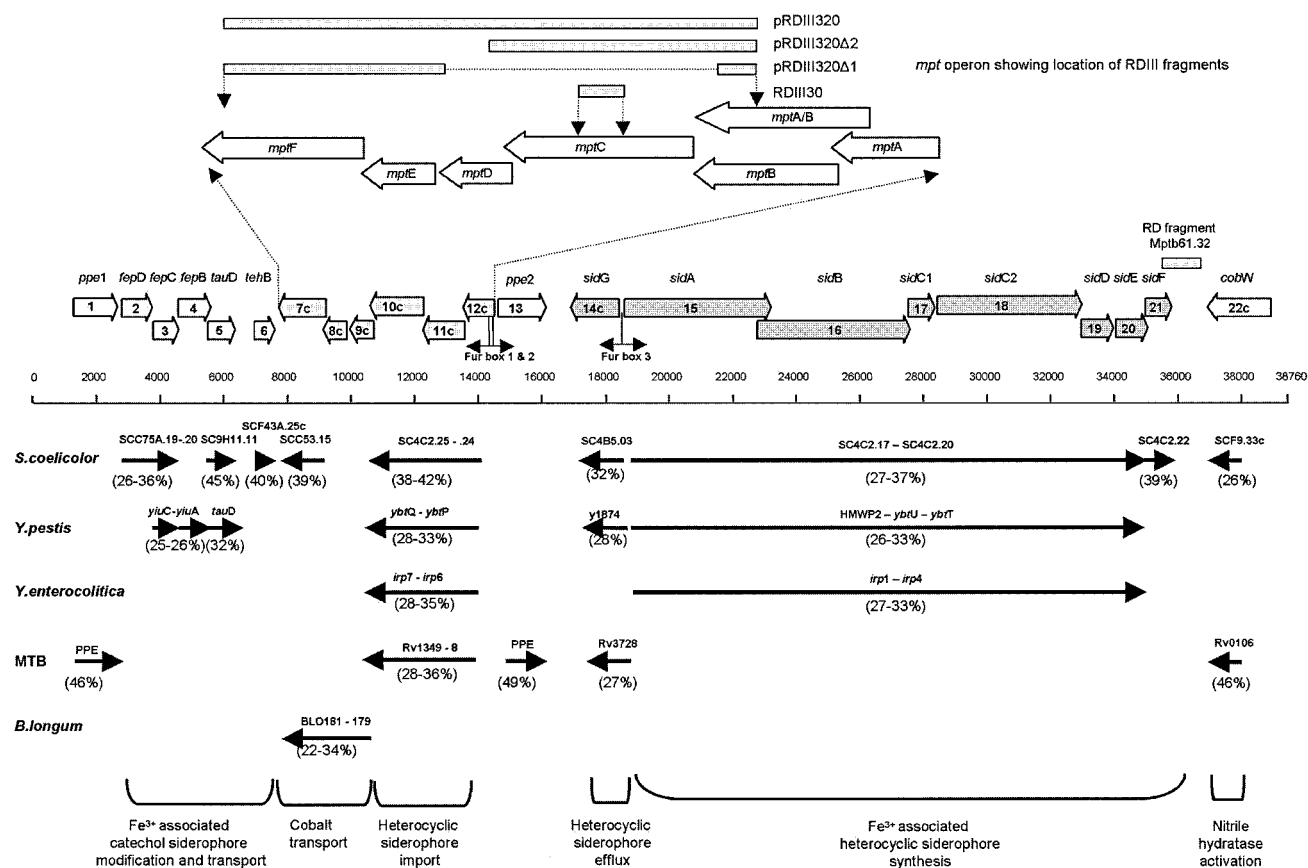 pRDIII320
pRDIII320Δ2
pRDIII320Δ1
mpt operon showing location of RDIII fragments
RDIII30
mptA/B
mptF
mptC
mptA
mptE
mptD
mptB
RD fragment
Mptb61.32
ppe1 fepD fepC fepB tauD tehB ppe2 sidG sidA sidB sidC1 sidC2 sidD sidE sidF cobW
1 2 3 4 5 6 7c 8c 9c 10c 11c 12c 13 14c 15 16 17 18 19 20 21 22c
Fur box 1 & 2 Fur box 3
0 2000 4000 6000 8000 10000 12000 14000 16000 18000 20000 22000 24000 26000 28000 30000 32000 34000 36000 38000 36760
SCF43A.25c
SCC75A.19-.20 SC9H11.11 SCC53.15 SC4C2.25 - .24 SC4B5.03 SC4C2.17 – SC4C2.20 SC4C2.22 SCF9.33c
S.coelicolor
(26-36%) (45%) (40%) (39%) (38-42%) (32%) (27-37%) (39%) (26%)
yiuC-yiuA tauD ybtQ - ybtP y1874 HMWP2 – ybtU – ybtT
Y.pestis
(25-26%) (32%) (28-33%) (28%) (26-33%)
irp7 - irp6 irp1 – irp4
Y.enterocolitica
(28-35%) (27-33%)
PPE Rv1349 - 8 PPE Rv3728 Rv0106
MTB
(46%) (28-36%) (49%) (27%) (46%)
B.longum
BLO181 - 179
(22-34%)
Fe³⁺ associated
catechol siderophore
modification and transport
Cobalt
transport
Heterocyclic
siderophore
import
Heterocyclic
siderophore
efflux
Fe³⁺ associated
heterocyclic siderophore
synthesis
Nitrile
hydratase
activation